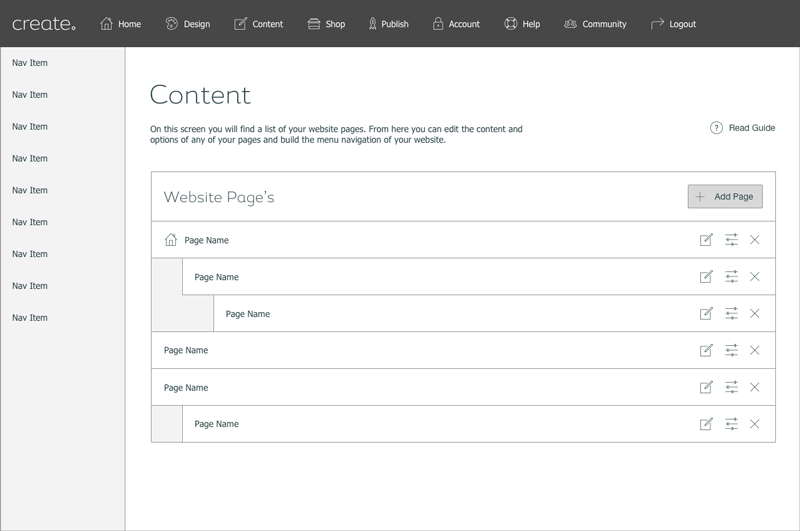 create.
Home
Design
Content
Shop
Publish
Account
Help
Community
Logout
Nav Item
Nav Item
Nav Item
Nav Item
Nav Item
Nav Item
Nav Item
Nav Item
Nav Item
Content
On this screen you will find a list of your website pages. From here you can edit the content and
options of any of your pages and build the menu navigation of your website.
? Read Guide
Website Page's
+ Add Page
Page Name
Page Name
Page Name
Page Name
Page Name
Page Name